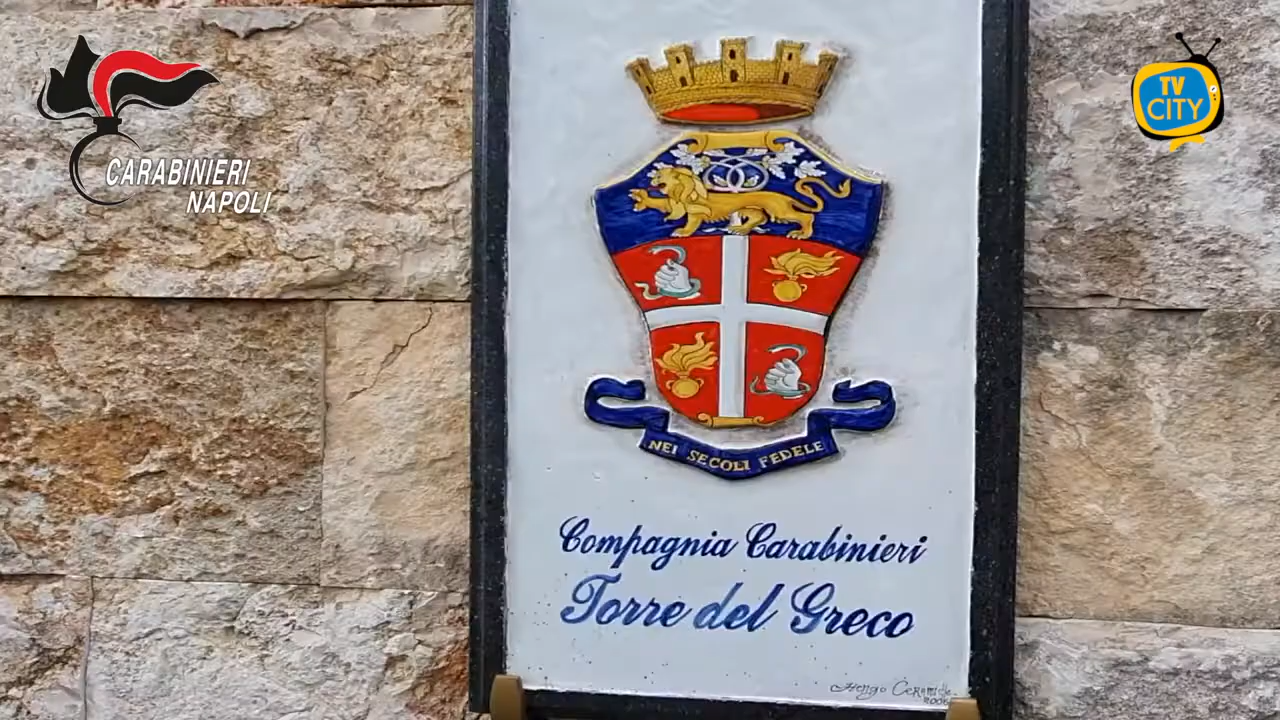 CARABINIERI
NAPOLI
TV
CITY
NEI SECOLI FEDELE
Compagnia Carabinieri
Torre del Greco